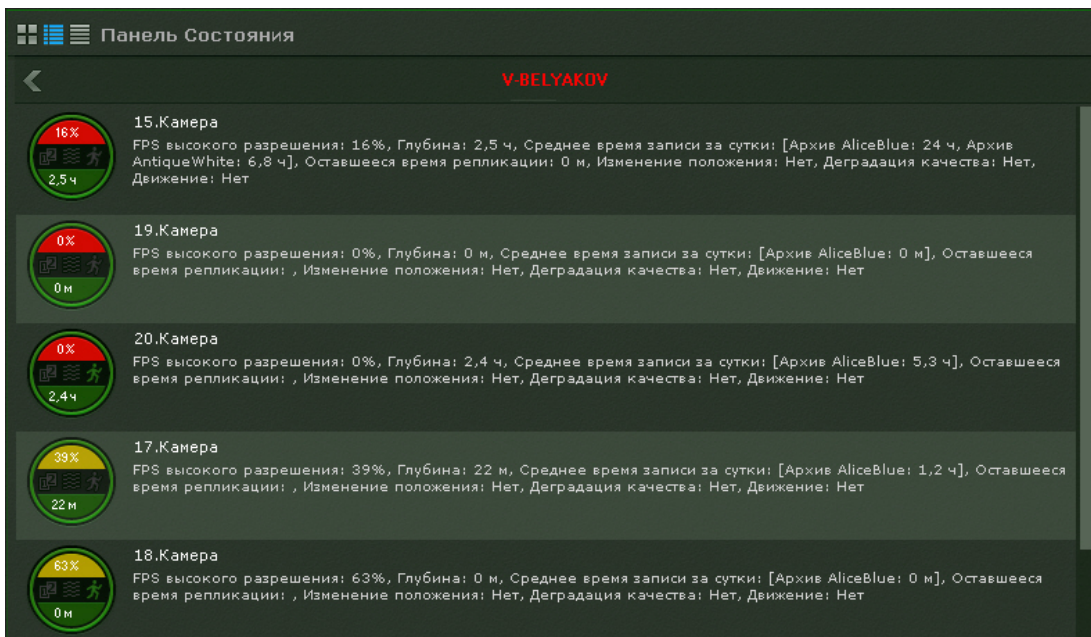 Панель Состояния
V-BELYAKOV
15.Камера
16%
FPS высокого разрешения: 16%, Глубина: 2,5 ч, Среднее время записи за сутки: [Архив AliceBlue: 24 ч, Архив
AntiqueWhite: 6,8 ч], Оставшееся время репликации: 0 м, Изменение положения: Нет, Деградация качества: Нет,
2,5 ч
Движение: Нет
19.Камера
0%
FPS высокого разрешения: 0%, Глубина: 0 м, Среднее время записи за сутки: [Архив AliceBlue: 0 м], Оставшееся
время репликации: , Изменение положения: Нет, Деградация качества: Нет, Движение: Нет
0 м
20.Камера
0%
FPS высокого разрешения: 0%, Глубина: 2,4 ч, Среднее время записи за сутки: [Архив AliceBlue: 5,3 ч], Оставшееся
время репликации: , Изменение положения: Нет, Деградация качества: Нет, Движение: Нет
2,4 ч
17.Камера
39%
FPS высокого разрешения: 39%, Глубина: 22 м, Среднее время записи за сутки: [Архив AliceBlue: 1,2 ч], Оставшееся
время репликации: , Изменение положения: Нет, Деградация качества: Нет, Движение: Нет
22 м
18.Камера
63%
FPS высокого разрешения: 63%, Глубина: 0 м, Среднее время записи за сутки: [Архив AliceBlue: 0 м], Оставшееся
время репликации: , Изменение положения: Нет, Деградация качества: Нет, Движение: Нет
0 м